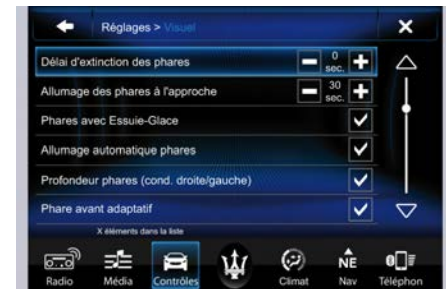 Réglages > Visuel
Délai d'extinction des phares
0
sec.
Allumage des phares à l'approche
30
sec.
Phares avec Essuie-Glace
Allumage automatique phares
Profondeur phares (cond. droite/gauche)
Phare avant adaptatif
X éléments dans la liste
Radio Média Contrôles Climat Nav Téléphon
NE